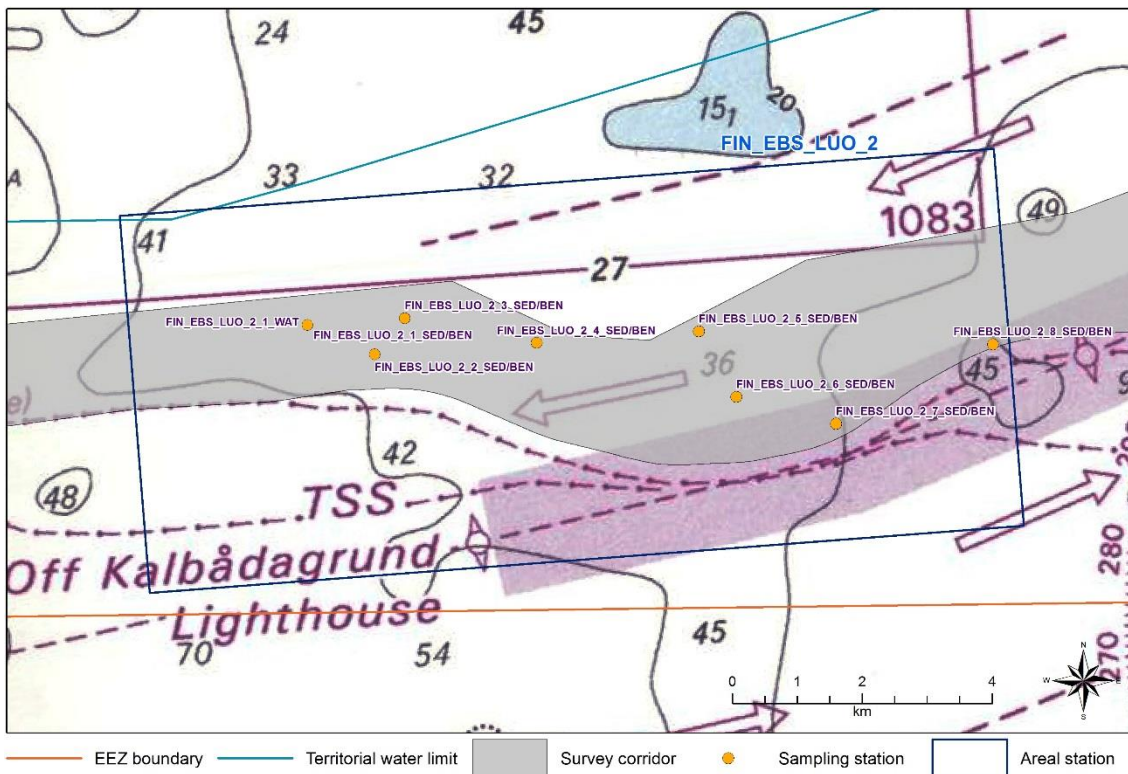 45
24
15₁
20
FIN_EBS_LUO_2
33
32
A
1083
49
41
27
FIN_EBS_LUO_2_3_SED/BEN
FIN_EBS_LUO_2_1_WAT
FIN_EBS_LUO_2_1_SED/BEN
FIN_EBS_LUO_2_4_SED/BEN
FIN_EBS_LUO_2_5_SED/BEN
FIN_EBS_LUO_2_8_SED/BEN
FIN_EBS_LUO_2_2_SED/BEN
36
45
e)
FIN_EBS_LUO_2_6_SED/BEN
9
FIN_EBS_LUO_2_7_SED/BEN
42
48
TSS
Off Kalbådagrund
Lighthouse
280
270
70
54
45
N
W E
S
0 1 2 4
km
EEZ boundary Territorial water limit Survey corridor Sampling station Areal station